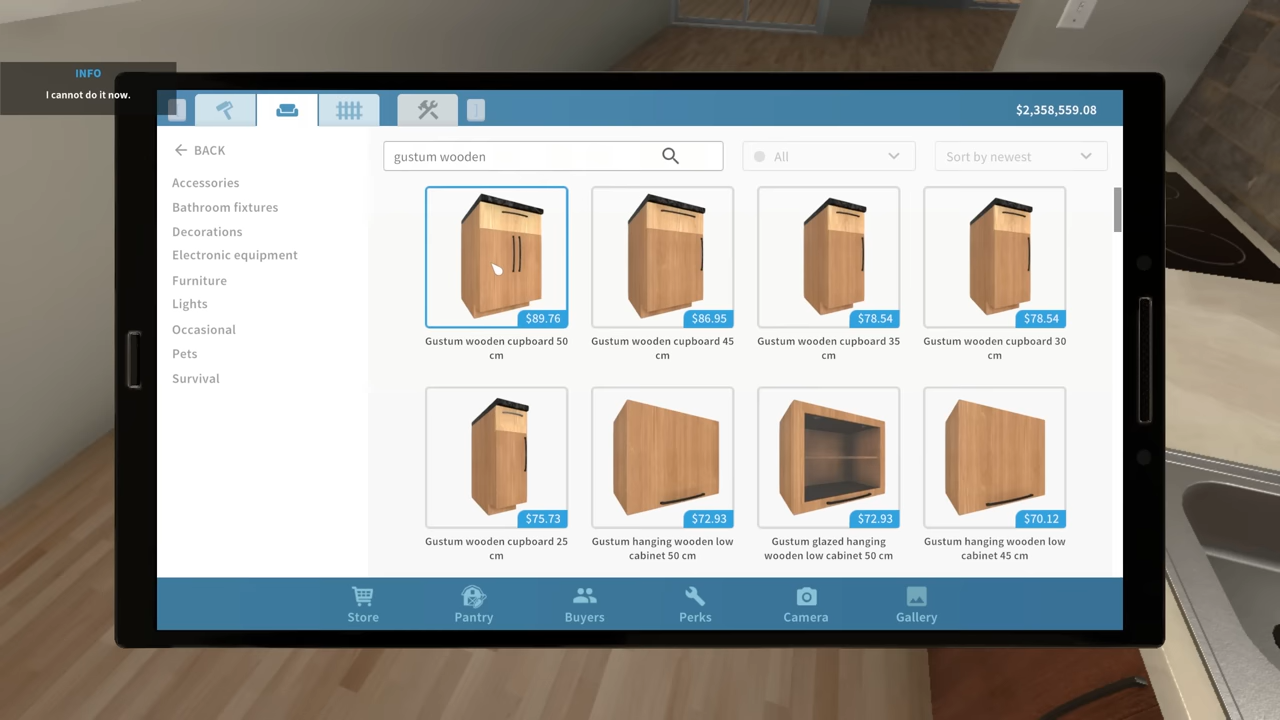 INFO
I cannot do it now.
$2,358,559.08
BACK
gustum wooden
All
Sort by newest
Accessories
Bathroom fixtures
Decorations
Electronic equipment
Furniture
Lights
Occasional
Pets
Survival
$89.76
$86.95
$78.54
$78.54
Gustum wooden cupboard 50
cm
Gustum wooden cupboard 45
cm
Gustum wooden cupboard 35
cm
Gustum wooden cupboard 30
cm
$75.73
$72.93
$72.93
$70.12
Gustum wooden cupboard 25
cm
Gustum hanging wooden low
cabinet 50 cm
Gustum glazed hanging
wooden low cabinet 50 cm
Gustum hanging wooden low
cabinet 45 cm
Store
Pantry
Buyers
Perks
Camera
Gallery